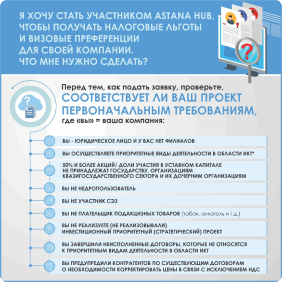 Я ХОЧУ СТАТЬ УЧАСТНИКОМ ASTANA HUB,
ЧТОБЫ ПОЛУЧАТЬ НАЛОГОВЫЕ ЛЬГОТЫ
И ВИЗОВЫЕ ПРЕФЕРЕНЦИИ
ДЛЯ СВОЕЙ КОМПАНИИ.
ЧТО МНЕ НУЖНО СДЕЛАТЬ?
Перед тем, как подать заявку, проверьте,
СООТВЕТСТВУЕТ ЛИ ВАШ ПРОЕКТ
ПЕРВОНАЧАЛЬНЫМ ТРЕБОВАНИЯМ,
где «вы» = ваша компания:
ВЫ - ЮРИДИЧЕСКОЕ ЛИЦО И У ВАС НЕТ ФИЛИАЛОВ
ВЫ ОСУЩЕСТВЛЯЕТЕ ПРИОРИТЕТНЫЕ ВИДЫ ДЕЯТЕЛЬНОСТИ В ОБЛАСТИ ИКТ*
50% И БОЛЕЕ АКЦИЙ/ ДОЛИ УЧАСТИЯ В УСТАВНОМ КАПИТАЛЕ
НЕ ПРИНАДЛЕЖАТ ГОСУДАРСТВУ, ОРГАНИЗАЦИЯМ
КВАЗИГОСУДАРСТВЕННОГО СЕКТОРА И ИХ ДОЧЕРНИМ ОРГАНИЗАЦИЯМ
ВЫ НЕ НЕДРОПОЛЬЗОВАТЕЛЬ
ВЫ НЕ УЧАСТНИК СЭЗ
ВЫ НЕ ПЛАТЕЛЬЩИК ПОДАКЦИЗНЫХ ТОВАРОВ (табак, алкоголь и т.д.)
ВЫ НЕ РЕАЛИЗУЕТЕ (НЕ РЕАЛИЗОВЫВАЛИ)
ИНВЕСТИЦИОННЫЙ ПРИОРИТЕТНЫЙ (СТРАТЕГИЧЕСКИЙ) ПРОЕКТ
ВЫ ЗАВЕРШИЛИ НЕИСПОЛНЕННЫЕ ДОГОВОРЫ, КОТОРЫЕ НЕ ОТНОСЯТСЯ
К ПРИОРИТЕТНЫМ ВИДАМ ДЕЯТЕЛЬНОСТИ В ОБЛАСТИ ИКТ
ВЫ ПРЕДУПРЕДИЛИ КОНТРАГЕНТОВ ПО СУЩЕСТВУЮЩИМ ДОГОВОРАМ
О НЕОБХОДИМОСТИ КОРРЕКТИРОВАТЬ ЦЕНЫ В СВЯЗИ С ИСКЛЮЧЕНИЕМ НДС